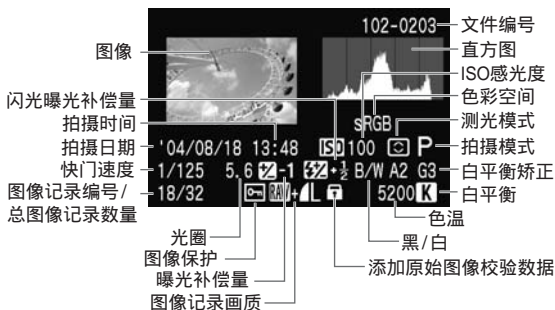 102-0203
文件编号
图像
直方图
ISO感光度
闪光曝光补偿量
色彩空间
sRGB
拍摄时间
测光模式
拍摄日期
'04/08/18 13:48 ISO 100 P
拍摄模式
快门速度
1/125 5.6 -1 +½ B/W A2 G3
白平衡矫正
图像记录编号/
总图像记录数量
18/32 RAW+ L 5200 K
白平衡
色温
光圈
黑/白
图像保护
添加原始图像校验数据
曝光补偿量
图像记录画质